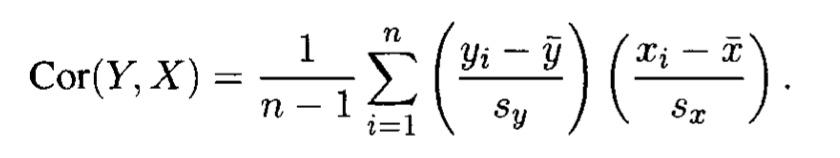 Cor(Y, X) = \frac{1}{n-1} \sum_{i=1}^{n} \left( \frac{y_i - \bar{y}}{s_y} \right) \left( \frac{x_i - \bar{x}}{s_x} \right).